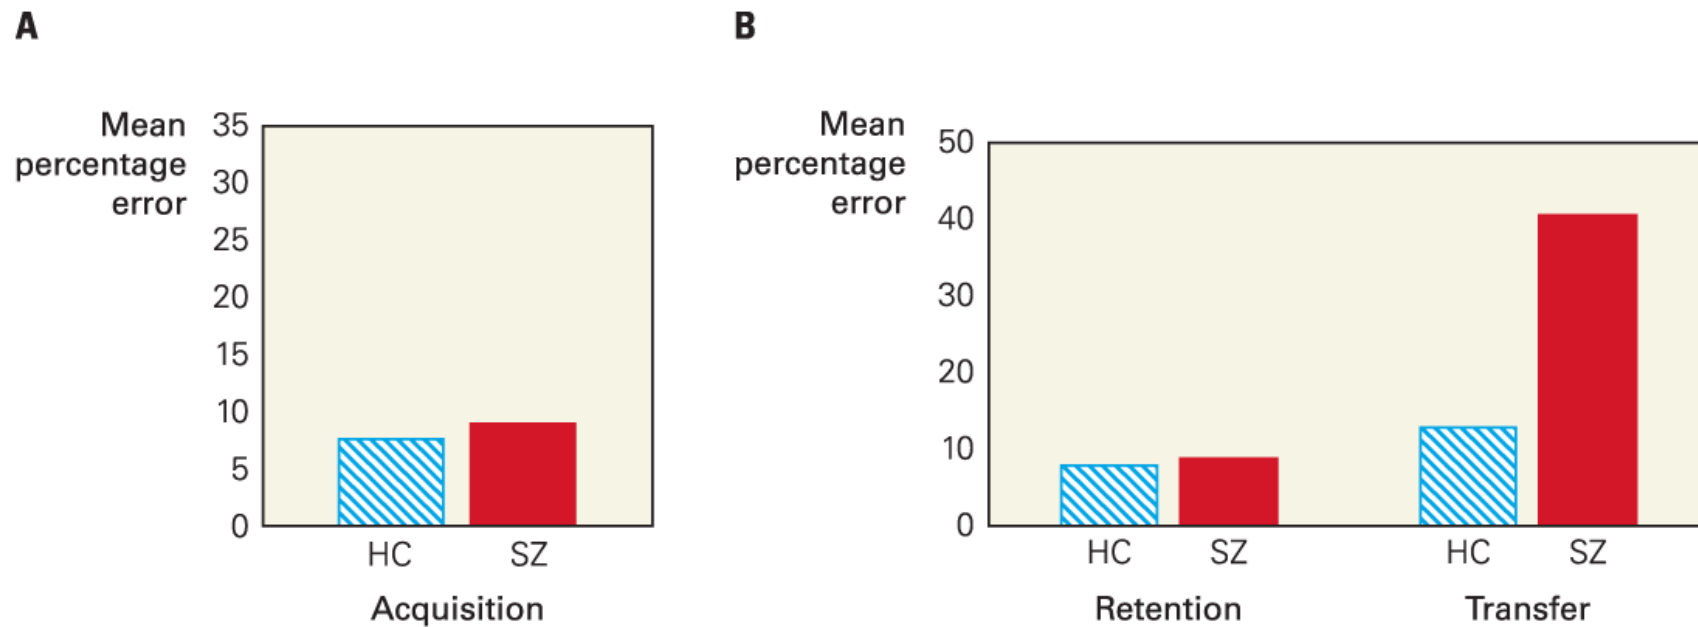 A
Mean
percentage
error
35
30
25
20
15
10
5
0
HC SZ
Acquisition
B
Mean
percentage
error
50
40
30
20
10
0
HC SZ HC SZ
Retention Transfer